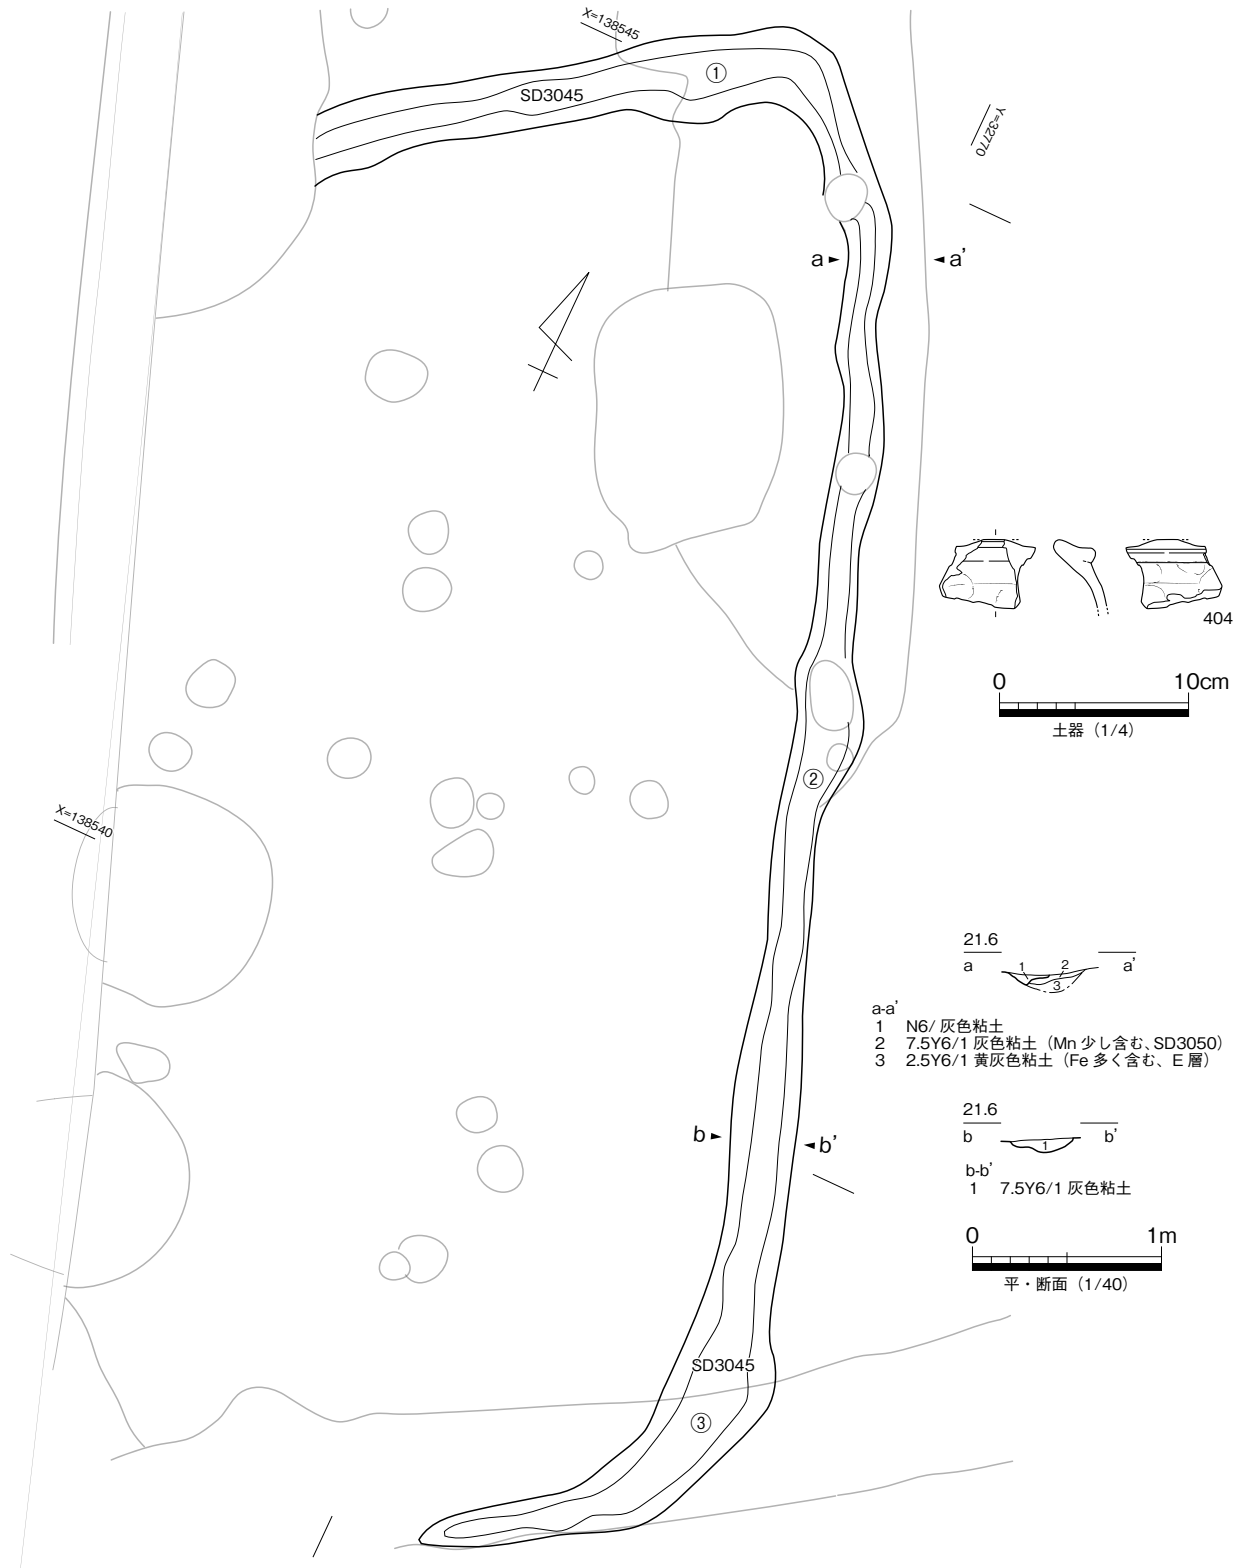 X=138545
①
SD3045
Y=32770
a
a'
404
0 10cm
土器（1/4）
②
X=138540
21.6
a 1 2 a'
3
a-a'
1 N6/ 灰色粘土
2 7.5Y6/1 灰色粘土（Mn 少し含む、SD3050）
3 2.5Y6/1 黄灰色粘土（Fe 多く含む、E 層）
21.6
b 1 b'
b-b'
1 7.5Y6/1 灰色粘土
b
b'
0 1m
平・断面（1/40）
SD3045
③